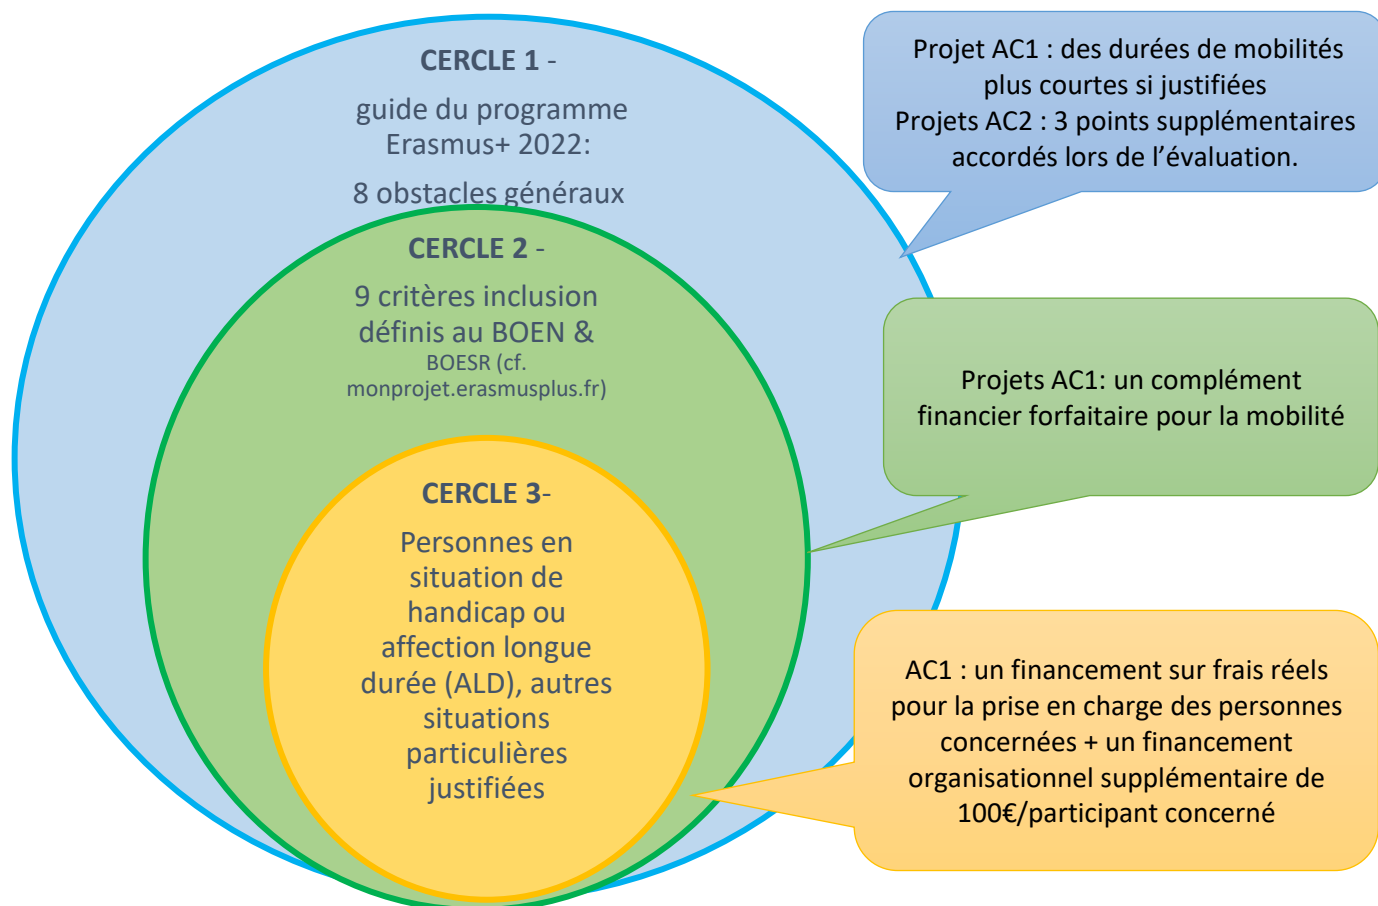 CERCLE 1 -
guide du programme
Erasmus+ 2022:
8 obstacles généraux
CERCLE 2 -
9 critères inclusion
définis au BOEN &
BOESR (cf.
monprojet.erasmusplus.fr)
CERCLE 3-
Personnes en
situation de
handicap ou
affection longue
durée (ALD), autres
situations
particulières
justifiées
Projet AC1 : des durées de mobilités
plus courtes si justifiées
Projets AC2 : 3 points supplémentaires
accordés lors de l’évaluation.
Projets AC1: un complément
financier forfaitaire pour la mobilité
AC1 : un financement sur frais réels
pour la prise en charge des personnes
concernées + un financement
organisationnel supplémentaire de
100€/participant concerné